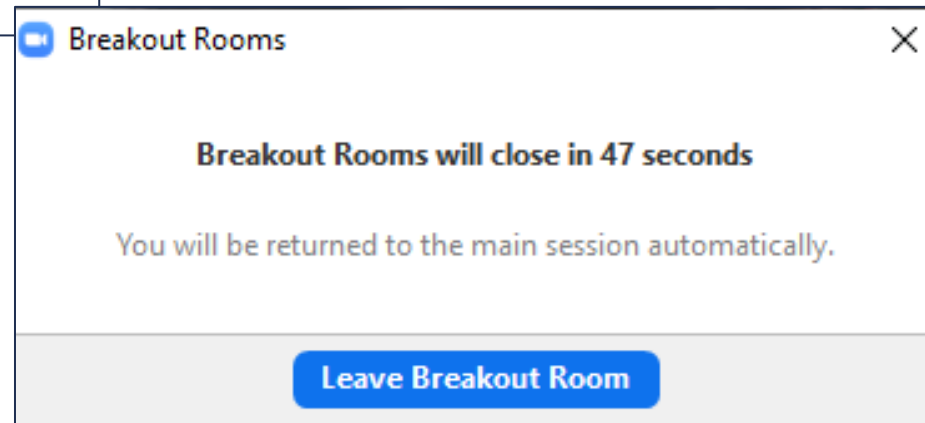 Breakout Rooms
Breakout Rooms will close in 47 seconds
You will be returned to the main session automatically.
Leave Breakout Room